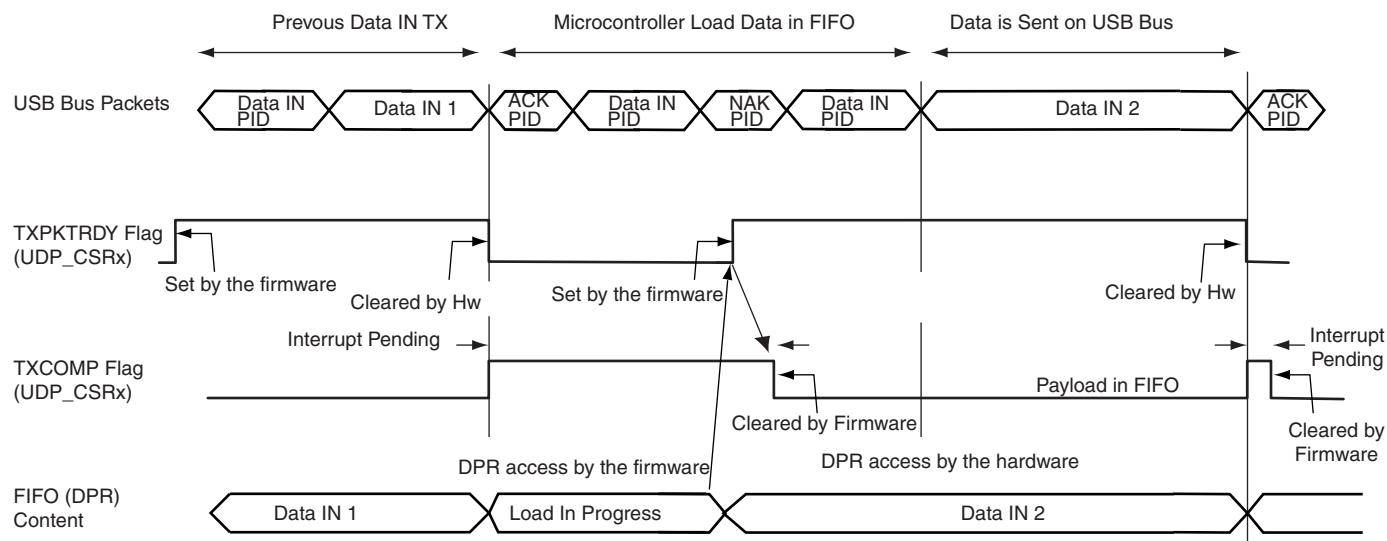 Prevous Data IN TX
Microcontroller Load Data in FIFO
Data is Sent on USB Bus
USB Bus Packets
Data IN
PID
Data IN 1
ACK
PID
Data IN
PID
NAK
PID
Data IN
PID
Data IN 2
ACK
PID
TXPKTRDY Flag
(UDP_CSRx)
Set by the firmware
Cleared by Hw
Set by the firmware
Cleared by Hw
Interrupt Pending
Interrupt
Pending
TXCOMP Flag
(UDP_CSRx)
Payload in FIFO
Cleared by Firmware
Cleared by
Firmware
DPR access by the firmware
DPR access by the hardware
FIFO (DPR)
Content
Data IN 1
Load In Progress
Data IN 2